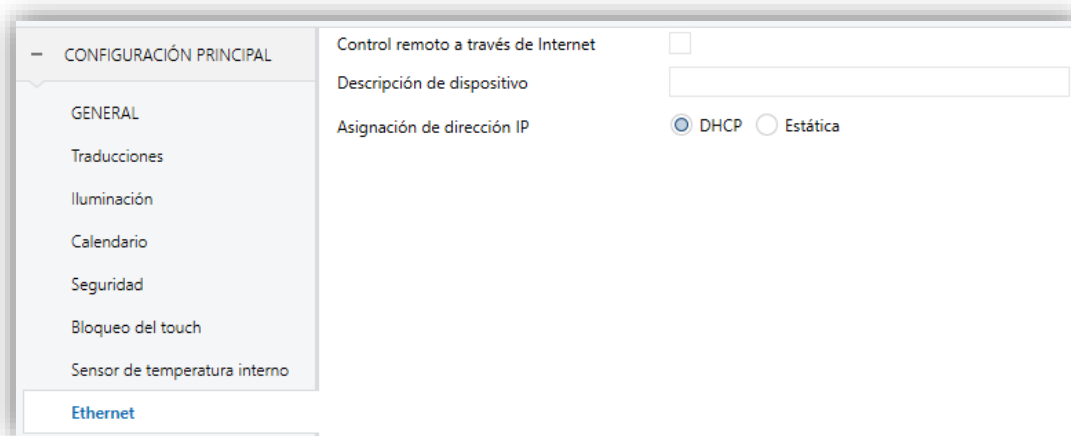 − CONFIGURACIÓN PRINCIPAL
GENERAL
Traducciones
Iluminación
Calendario
Seguridad
Bloqueo del touch
Sensor de temperatura interno
Ethernet
Control remoto a través de Internet
Descripción de dispositivo
Asignación de dirección IP DHCP Estática